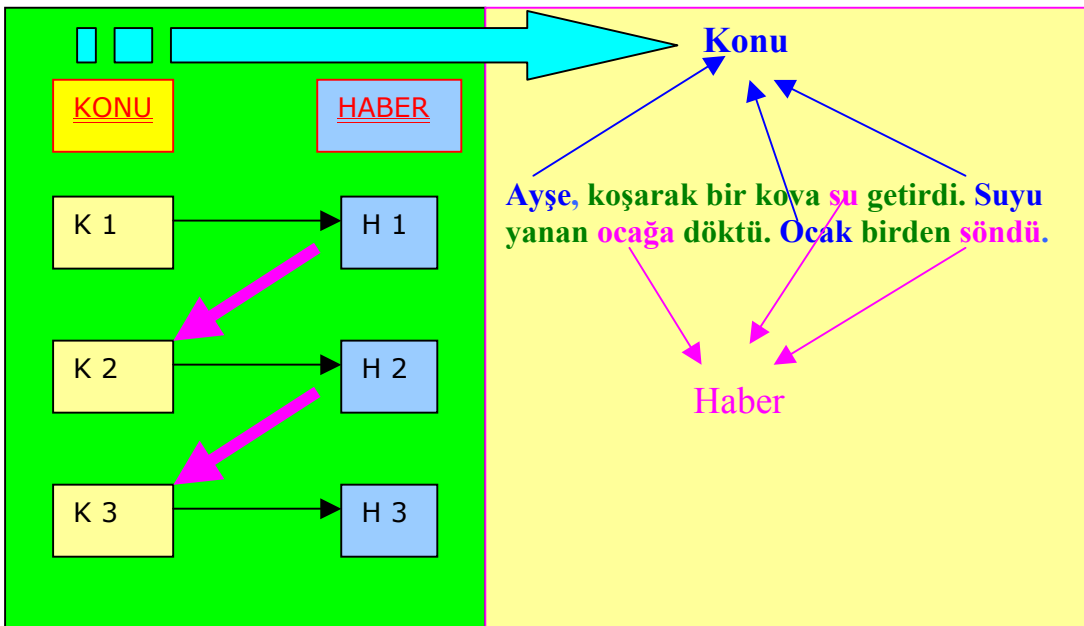 KONU
HABER
K 1
H 1
K 2
H 2
K 3
H 3
Konu
Ayşe, koşarak bir kova su getirdi. Suyu
yanan ocağa döktü. Ocak birden söndü.
Haber